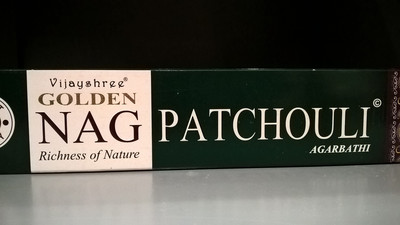 Vijayshree®
GOLDEN
NAG
Richness of Nature
PATCHOULI©
AGARBATHI